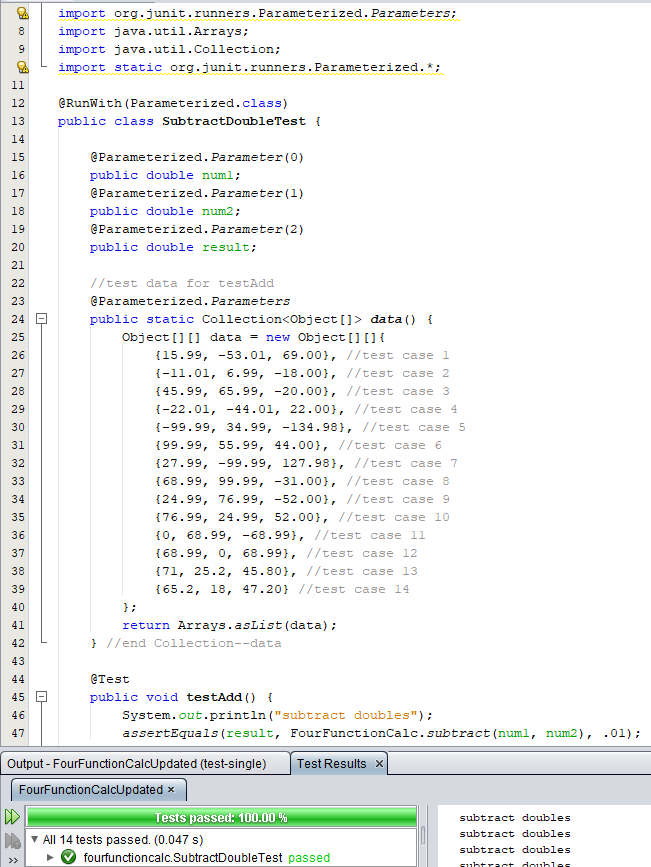 import org.junit.runners.Parameterized.Parameters;
8 import java.util.Arrays;
9 import java.util.Collection;
import static org.junit.runners.Parameterized.*;
11
12 @RunWith(Parameterized.class)
13 public class SubtractDoubleTest {
14
15 @Parameterized.Parameter(0)
16 public double num1;
17 @Parameterized.Parameter(1)
18 public double num2;
19 @Parameterized.Parameter(2)
20 public double result;
21
22 //test data for testAdd
23 @Parameterized.Parameters
24 public static Collection<Object[]> data() {
25 Object[][] data = new Object[][]{
26 {15.99, -53.01, 69.00}, //test case 1
27 {-11.01, 6.99, -18.00}, //test case 2
28 {45.99, 65.99, -20.00}, //test case 3
29 {-22.01, -44.01, 22.00}, //test case 4
30 {-99.99, 34.99, -134.98}, //test case 5
31 {99.99, 55.99, 44.00}, //test case 6
32 {27.99, -99.99, 127.98}, //test case 7
33 {68.99, 99.99, -31.00}, //test case 8
34 {24.99, 76.99, -52.00}, //test case 9
35 {76.99, 24.99, 52.00}, //test case 10
36 {0, 68.99, -68.99}, //test case 11
37 {68.99, 0, 68.99}, //test case 12
38 {71, 25.2, 45.80}, //test case 13
39 {65.2, 18, 47.20} //test case 14
40 };
41 return Arrays.asList(data);
42 } //end Collection--data
43
44 @Test
45 public void testAdd() {
46 System.out.println("subtract doubles");
47 assertEquals(result, FourFunctionCalc.subtract(num1, num2), .01);
Output - FourFunctionCalcUpdated (test-single) Test Results ×
FourFunctionCalcUpdated ×
Tests passed: 100.00 %
All 14 tests passed. (0.047 s)
fourfunctioncalc.SubtractDoubleTest passed
subtract doubles
subtract doubles
subtract doubles
subtract doubles